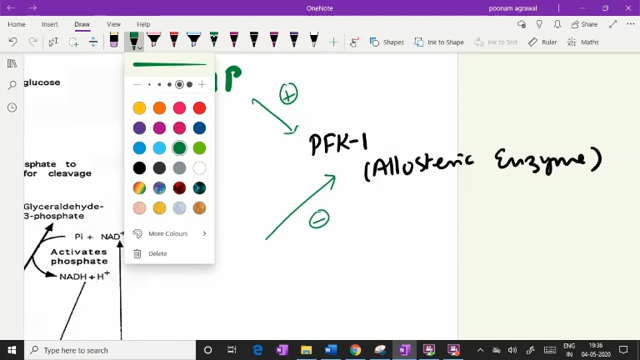 OneNote
poonam agrawal
Home Insert Draw View Help
Share
Shapes Ink to Shape Ink to Text Ruler Maths
glucose
P
+
PFK-1
(Allosteric Enzyme)
sphate to
for cleavage
Glyceraldehyde-
3-phosphate
−
Pi + NAD+
Activates
phosphate
NADH + H+
More Colours
Delete
Type here to search
ENG
IN
19:36
04-05-2020